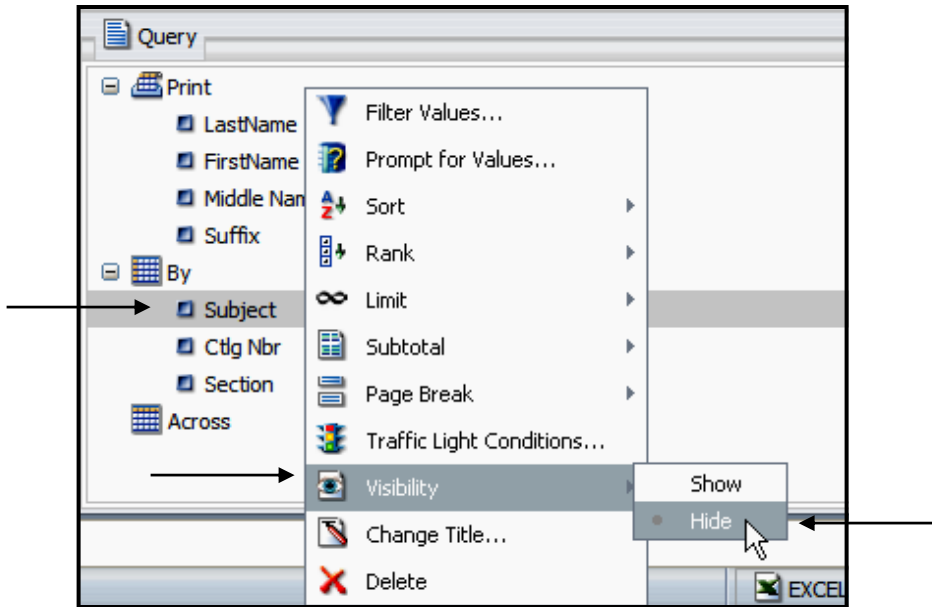 Query
Print
LastName
FirstName
Middle Nam
Suffix
By
Subject
Ctlg Nbr
Section
Across
Filter Values...
Prompt for Values...
Sort
Rank
Limit
Subtotal
Page Break
Traffic Light Conditions...
Visibility
Change Title...
Delete
Show
Hide
EXCEL